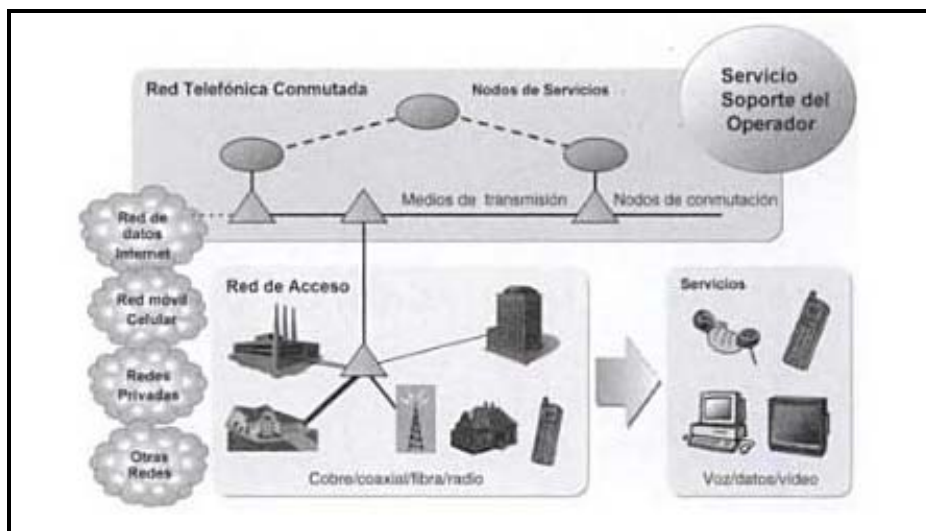 Red Telefónica Conmutada
Nodos de Servicios
Servicio
Soporte del
Operador
Medios de transmisión
Nodos de conmutación
Red de
datos
Internet
Red móvil
Celular
Redes
Privadas
Otras
Redes
Red de Acceso
Cobre/coaxial/fibra/radio
Servicios
Voz/datos/vídeo